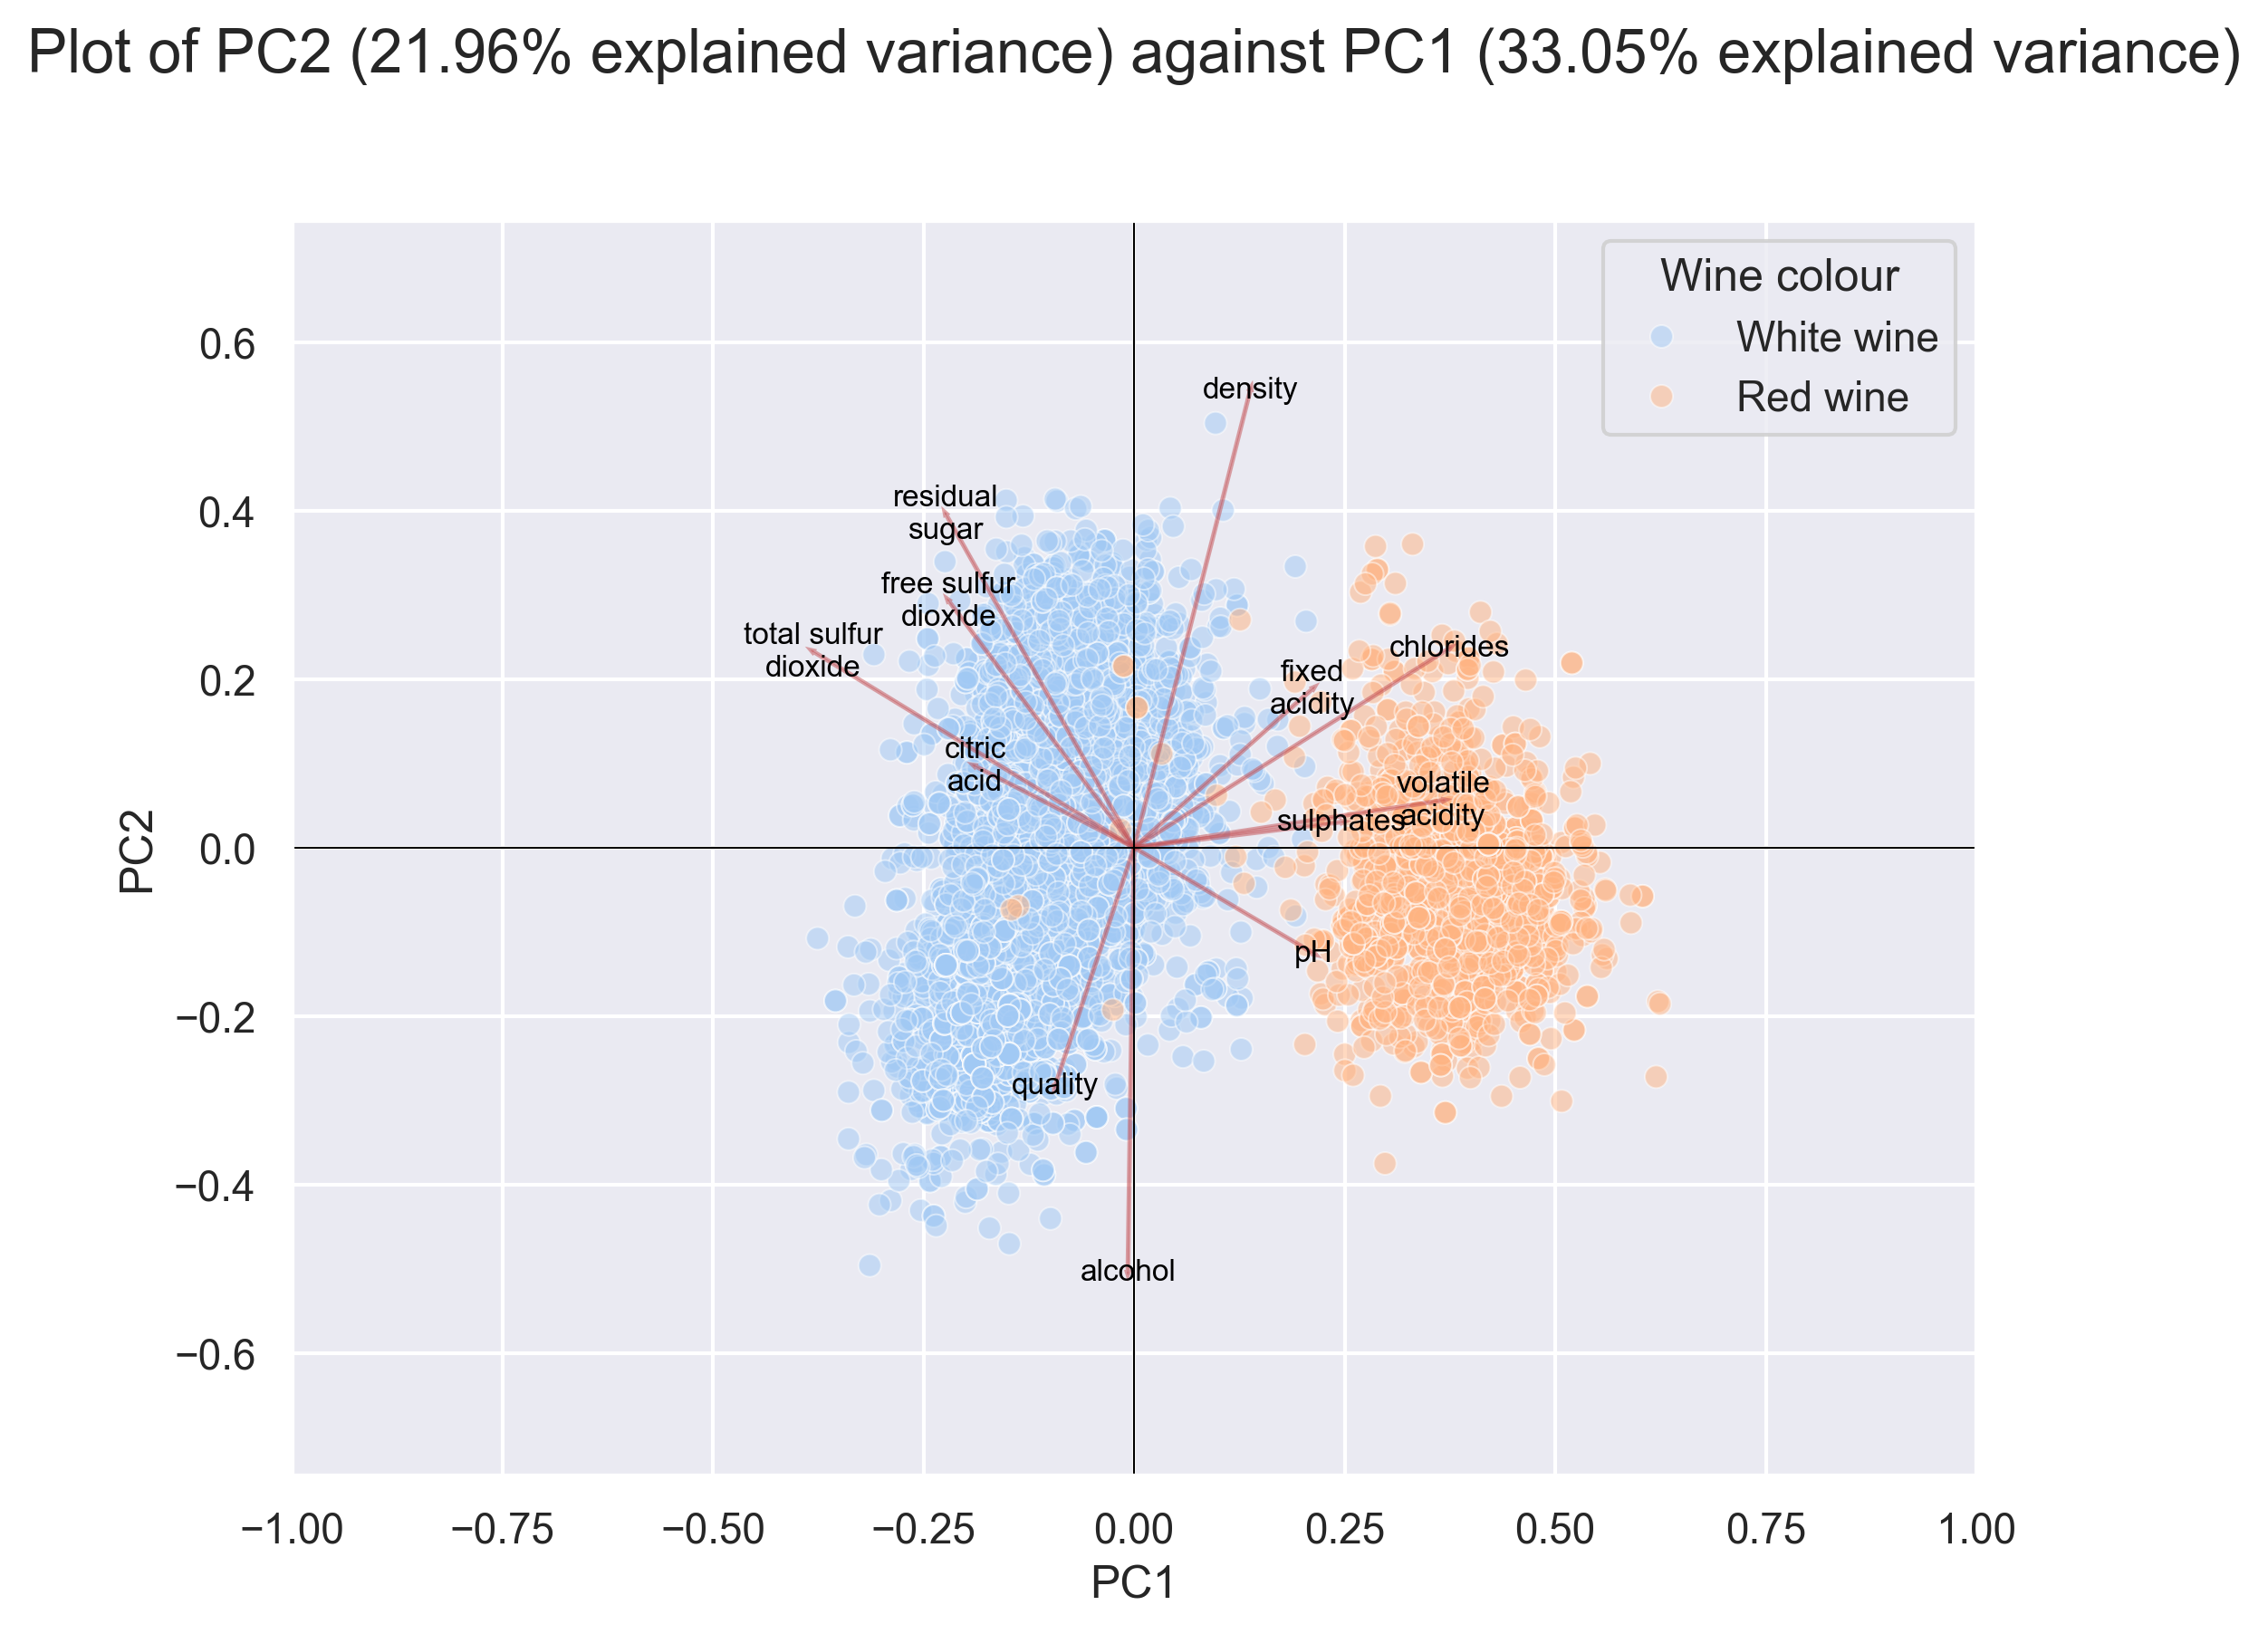 Plot of PC2 (21.96% explained variance) against PC1 (33.05% explained variance)
Wine colour
White wine
Red wine
density
residual
sugar
free sulfur
dioxide
total sulfur
dioxide
chlorides
fixed
acidity
citric
acid
volatile
acidity
sulphates
pH
quality
alcohol
0.6
0.4
0.2
0.0
−0.2
−0.4
−0.6
PC2
−1.00
−0.75
−0.50
−0.25
0.00
0.25
0.50
0.75
1.00
PC1